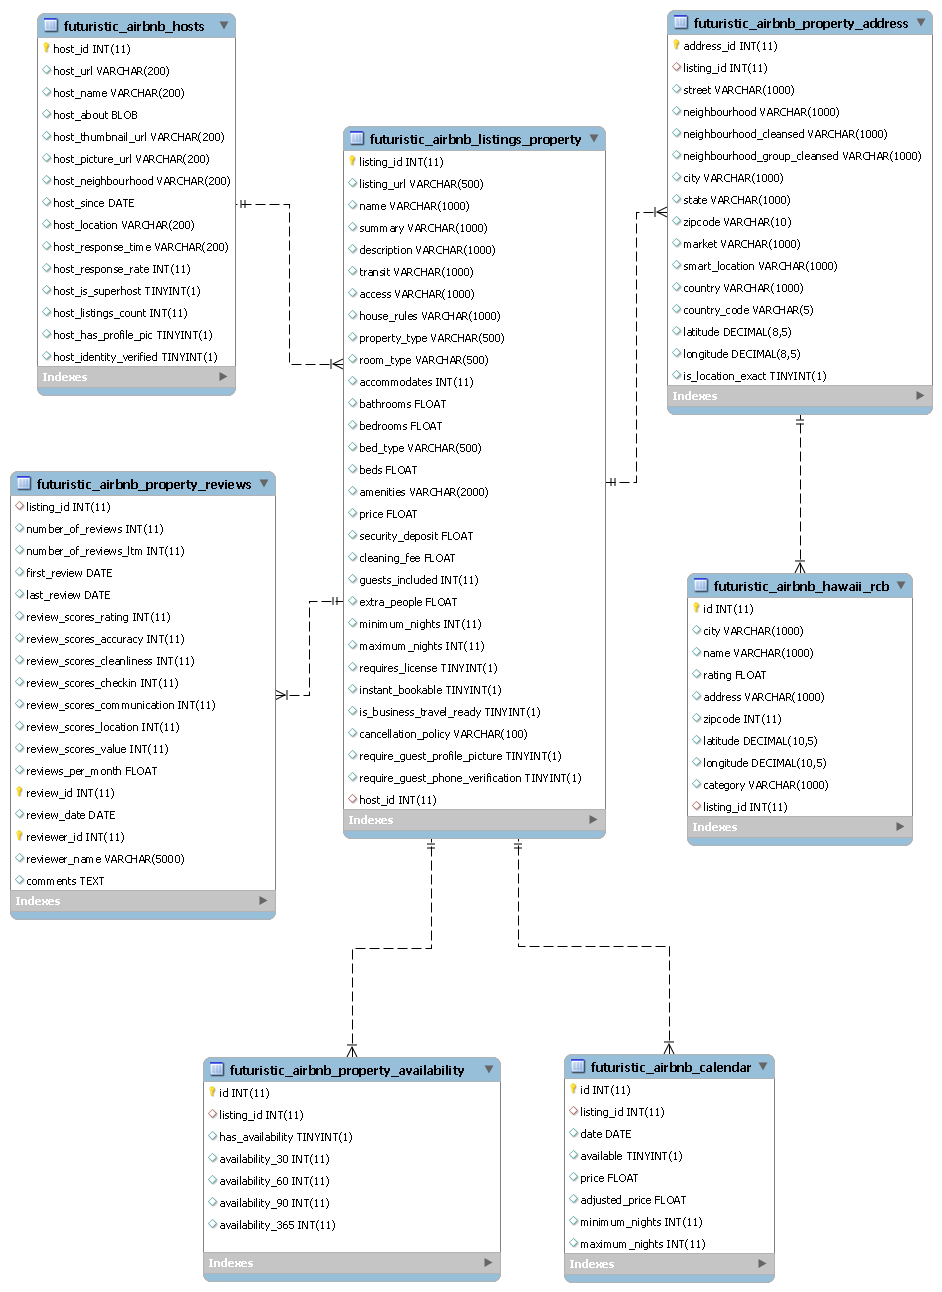 futuristic_airbnb_hosts
host_id INT(11)
host_url VARCHAR(200)
host_name VARCHAR(200)
host_about BLOB
host_thumbnail_url VARCHAR(200)
host_picture_url VARCHAR(200)
host_neighbourhood VARCHAR(200)
host_since DATE
host_location VARCHAR(200)
host_response_time VARCHAR(200)
host_response_rate INT(11)
host_is_superhost TINYINT(1)
host_listings_count INT(11)
host_has_profile_pic TINYINT(1)
host_identity_verified TINYINT(1)
Indexes
futuristic_airbnb_listings_property
listing_id INT(11)
listing_url VARCHAR(500)
name VARCHAR(1000)
summary VARCHAR(1000)
description VARCHAR(1000)
transit VARCHAR(1000)
access VARCHAR(1000)
house_rules VARCHAR(1000)
property_type VARCHAR(500)
room_type VARCHAR(500)
accommodates INT(11)
bathrooms FLOAT
bedrooms FLOAT
bed_type VARCHAR(500)
beds FLOAT
amenities VARCHAR(2000)
price FLOAT
security_deposit FLOAT
cleaning_fee FLOAT
guests_included INT(11)
extra_people FLOAT
minimum_nights INT(11)
maximum_nights INT(11)
requires_license TINYINT(1)
instant_bookable TINYINT(1)
is_business_travel_ready TINYINT(1)
cancellation_policy VARCHAR(100)
require_guest_profile_picture TINYINT(1)
require_guest_phone_verification TINYINT(1)
host_id INT(11)
Indexes
futuristic_airbnb_property_address
address_id INT(11)
listing_id INT(11)
street VARCHAR(1000)
neighbourhood VARCHAR(1000)
neighbourhood_cleansed VARCHAR(1000)
neighbourhood_group_cleansed VARCHAR(1000)
city VARCHAR(1000)
state VARCHAR(1000)
zipcode VARCHAR(10)
market VARCHAR(1000)
smart_location VARCHAR(1000)
country VARCHAR(1000)
country_code VARCHAR(5)
latitude DECIMAL(8,5)
longitude DECIMAL(8,5)
is_location_exact TINYINT(1)
Indexes
futuristic_airbnb_property_reviews
listing_id INT(11)
number_of_reviews INT(11)
number_of_reviews_ltm INT(11)
first_review DATE
last_review DATE
review_scores_rating INT(11)
review_scores_accuracy INT(11)
review_scores_cleanliness INT(11)
review_scores_checkin INT(11)
review_scores_communication INT(11)
review_scores_location INT(11)
review_scores_value INT(11)
reviews_per_month FLOAT
review_id INT(11)
review_date DATE
reviewer_id INT(11)
reviewer_name VARCHAR(5000)
comments TEXT
Indexes
futuristic_airbnb_hawaii_rcb
id INT(11)
city VARCHAR(1000)
name VARCHAR(1000)
rating FLOAT
address VARCHAR(1000)
zipcode INT(11)
latitude DECIMAL(10,5)
longitude DECIMAL(10,5)
category VARCHAR(1000)
listing_id INT(11)
Indexes
futuristic_airbnb_property_availability
id INT(11)
listing_id INT(11)
has_availability TINYINT(1)
availability_30 INT(11)
availability_60 INT(11)
availability_90 INT(11)
availability_365 INT(11)
Indexes
futuristic_airbnb_calendar
id INT(11)
listing_id INT(11)
date DATE
available TINYINT(1)
price FLOAT
adjusted_price FLOAT
minimum_nights INT(11)
maximum_nights INT(11)
Indexes